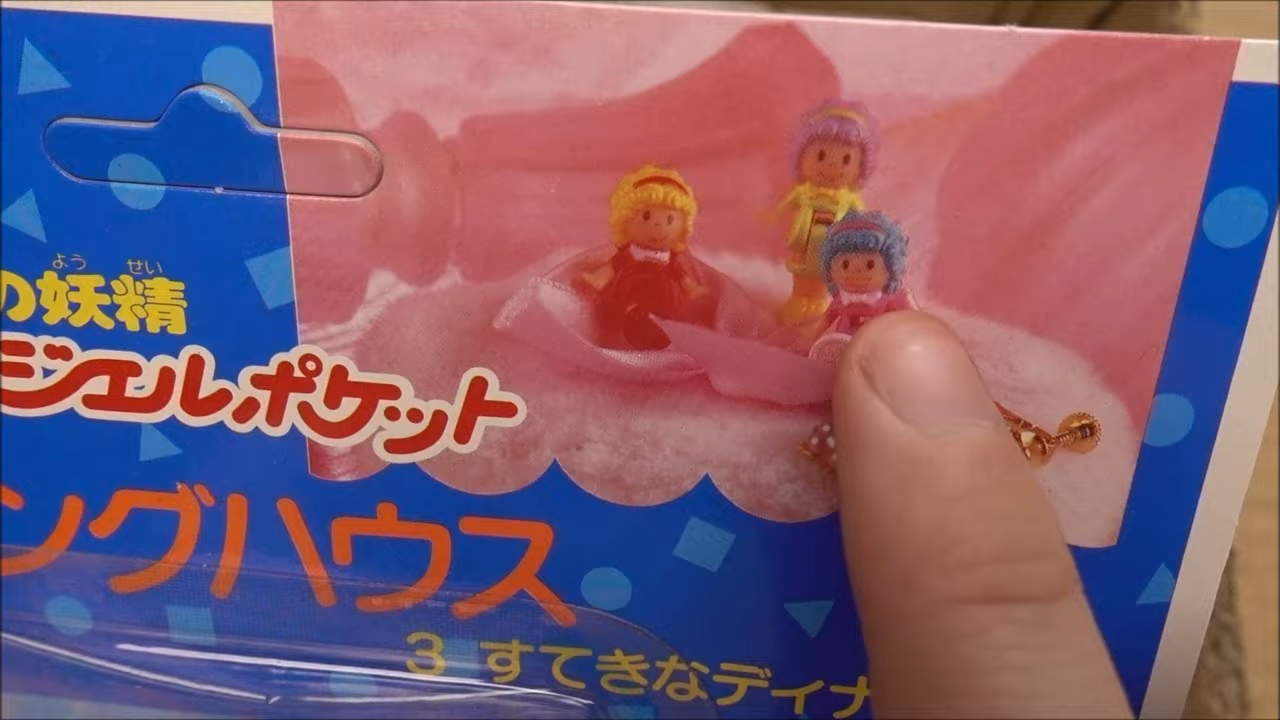 よう せい
の妖精
ジェルポケット
ングハウス
3 すてきなディナ